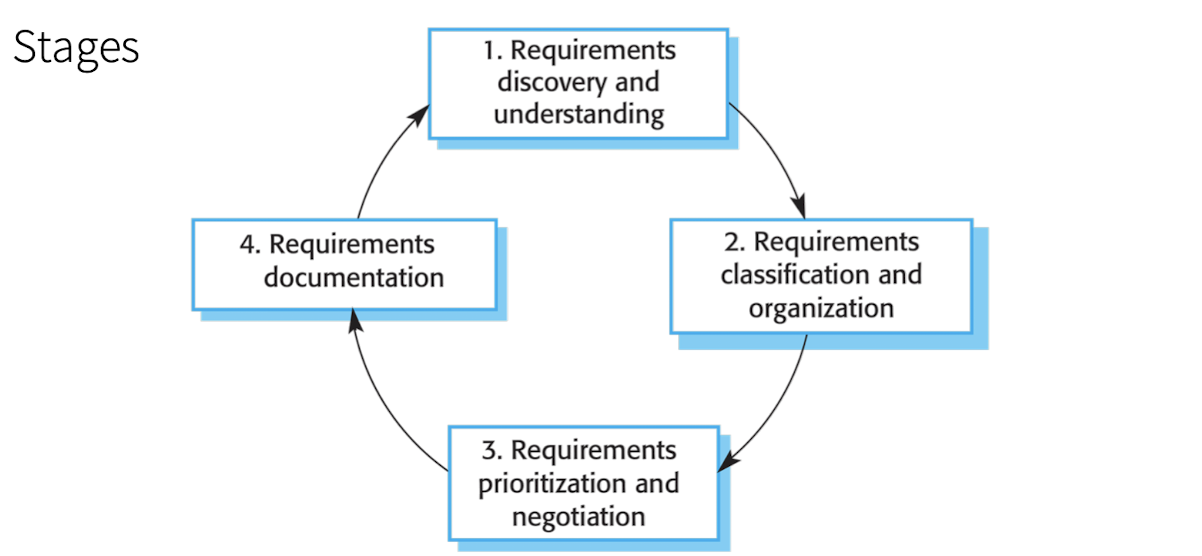 Stages
1. Requirements
discovery and
understanding
2. Requirements
classification and
organization
3. Requirements
prioritization and
negotiation
4. Requirements
documentation